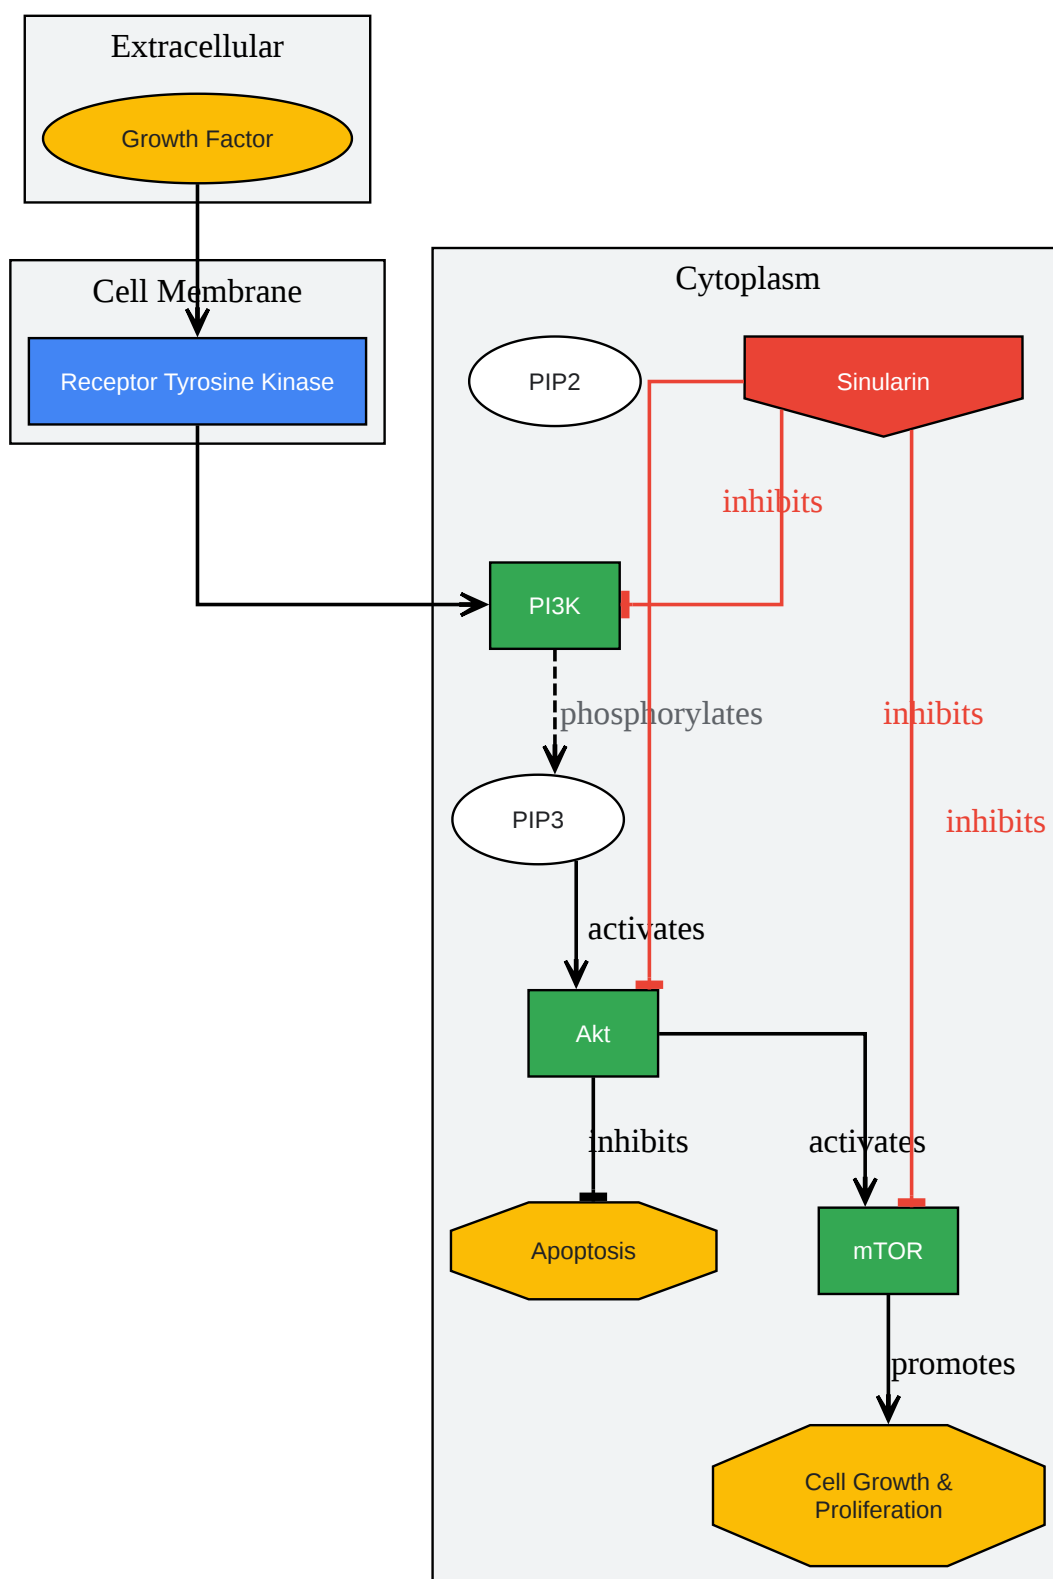 Extracellular
Growth Factor
Cell Membrane
Receptor Tyrosine Kinase
Cytoplasm
PIP2
Sinularin
inhibits
PI3K
phosphorylates
inhibits
PIP3
inhibits
activates
Akt
inhibits
activates
Apoptosis
mTOR
promotes
Cell Growth &
Proliferation